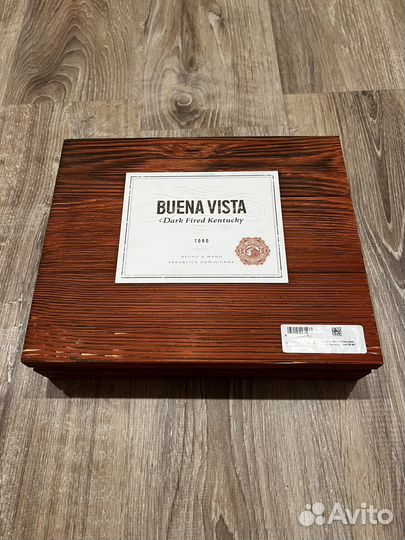 BUENA VISTA
Dark Fired Kentucky
TORO
HECHO A MANO
REPUBLICA DOMINICANA
Avito